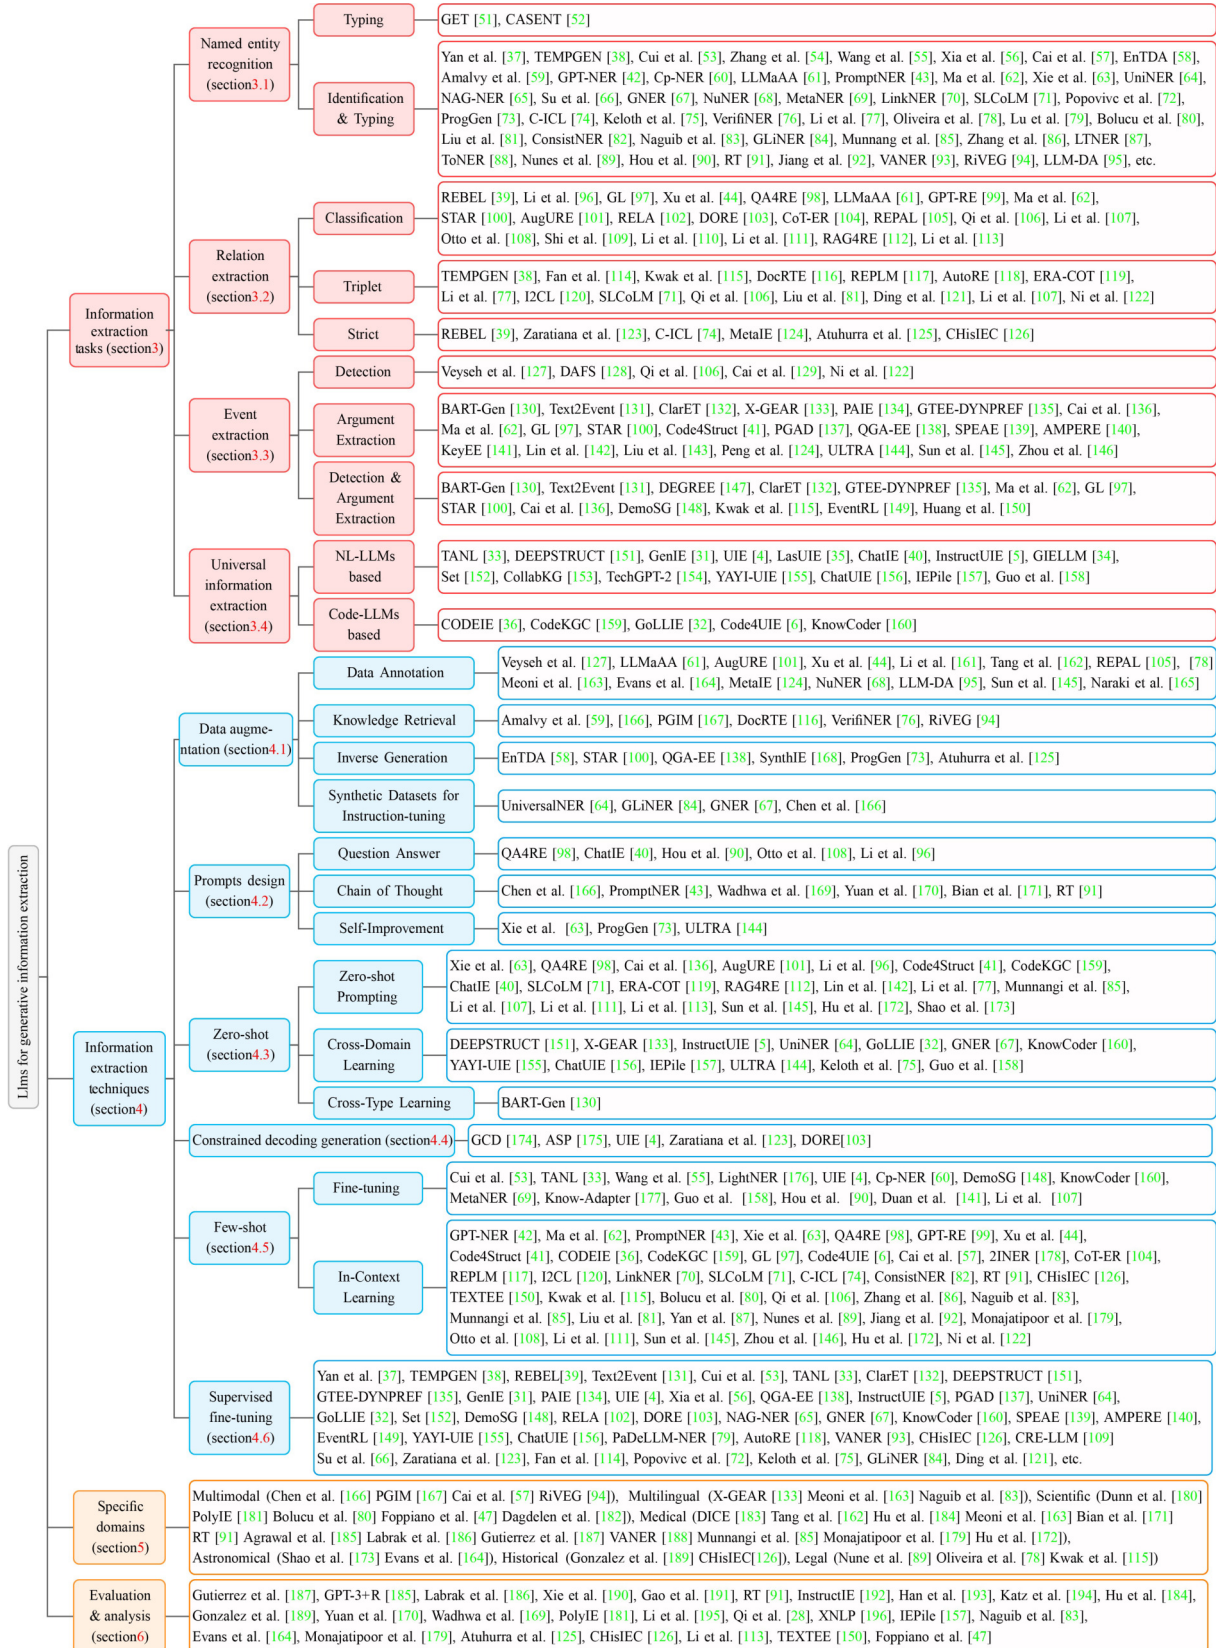 Llms for generative information extraction
Information
extraction
tasks (section3)
Named entity
recognition
(section3.1)
Typing
GET [51], CASENT [52]
Identification
& Typing
Yan et al. [37], TEMPGEN [38], Cui et al. [53], Zhang et al. [54], Wang et al. [55], Xia et al. [56], Cai et al. [57], EnTDA [58],
Amalvy et al. [59], GPT-NER [42], Cp-NER [60], LLMaAA [61], PromptNER [43], Ma et al. [62], Xie et al. [63], UniNER [64],
NAG-NER [65], Su et al. [66], GNER [67], NuNER [68], MetaNER [69], LinkNER [70], SLCoLM [71], Popovivc et al. [72],
ProgGen [73], C-ICL [74], Keloth et al. [75], VerifiNER [76], Li et al. [77], Oliveira et al. [78], Lu et al. [79], Bolucu et al. [80],
Liu et al. [81], ConsistNER [82], Naguib et al. [83], GLiNER [84], Munnang et al. [85], Zhang et al. [86], LTNER [87],
ToNER [88], Nunes et al. [89], Hou et al. [90], RT [91], Jiang et al. [92], VANER [93], RiVEG [94], LLM-DA [95], etc.
Relation
extraction
(section3.2)
Classification
REBEL [39], Li et al. [96], GL [97], Xu et al. [44], QA4RE [98], LLMaAA [61], GPT-RE [99], Ma et al. [62],
STAR [100], AugURE [101], RELA [102], DORE [103], CoT-ER [104], REPAL [105], Qi et al. [106], Li et al. [107],
Otto et al. [108], Shi et al. [109], Li et al. [110], Li et al. [111], RAG4RE [112], Li et al. [113]
Triplet
TEMPGEN [38], Fan et al. [114], Kwak et al. [115], DocRTE [116], REPLM [117], AutoRE [118], ERA-COT [119],
Li et al. [77], I2CL [120], SLCoLM [71], Qi et al. [106], Liu et al. [81], Ding et al. [121], Li et al. [107], Ni et al. [122]
Strict
REBEL [39], Zaratiana et al. [123], C-ICL [74], MetaIE [124], Atuhurra et al. [125], CHisIEC [126]
Event
extraction
(section3.3)
Detection
Veyseh et al. [127], DAFS [128], Qi et al. [106], Cai et al. [129], Ni et al. [122]
Argument
Extraction
BART-Gen [130], Text2Event [131], ClarET [132], X-GEAR [133], PAIE [134], GTEE-DYNPREF [135], Cai et al. [136],
Ma et al. [62], GL [97], STAR [100], Code4Struct [41], PGAD [137], QGA-EE [138], SPEAE [139], AMPERE [140],
KeyEE [141], Lin et al. [142], Liu et al. [143], Peng et al. [124], ULTRA [144], Sun et al. [145], Zhou et al. [146]
Detection &
Argument
Extraction
BART-Gen [130], Text2Event [131], DEGREE [147], ClarET [132], GTEE-DYNPREF [135], Ma et al. [62], GL [97],
STAR [100], Cai et al. [136], DemoSG [148], Kwak et al. [115], EventRL [149], Huang et al. [150]
Universal
information
extraction
(section3.4)
NL-LLMs
based
TANL [33], DEEPSTRUCT [151], GenIE [31], UIE [4], LasUIE [35], ChatIE [40], InstructUIE [5], GIELLM [34],
Set [152], CollabKG [153], TechGPT-2 [154], YAYI-UIE [155], ChatUIE [156], IEPile [157], Guo et al. [158]
Code-LLMs
based
CODEIE [36], CodeKGC [159], GoLLIE [32], Code4UIE [6], KnowCoder [160]
Information
extraction
techniques
(section4)
Data augme-
ntation (section4.1)
Data Annotation
Veyseh et al. [127], LLMaAA [61], AugURE [101], Xu et al. [44], Li et al. [161], Tang et al. [162], REPAL [105], [78]
Meoni et al. [163], Evans et al. [164], MetaIE [124], NuNER [68], LLM-DA [95], Sun et al. [145], Naraki et al. [165]
Knowledge Retrieval
Amalvy et al. [59], [166], PGIM [167], DocRTE [116], VerifiNER [76], RiVEG [94]
Inverse Generation
EnTDA [58], STAR [100], QGA-EE [138], SynthIE [168], ProgGen [73], Atuhurra et al. [125]
Synthetic Datasets for
Instruction-tuning
UniversalNER [64], GLiNER [84], GNER [67], Chen et al. [166]
Prompts design
(section4.2)
Question Answer
QA4RE [98], ChatIE [40], Hou et al. [90], Otto et al. [108], Li et al. [96]
Chain of Thought
Chen et al. [166], PromptNER [43], Wadhwa et al. [169], Yuan et al. [170], Bian et al. [171], RT [91]
Self-Improvement
Xie et al. [63], ProgGen [73], ULTRA [144]
Zero-shot
(section4.3)
Zero-shot
Prompting
Xie et al. [63], QA4RE [98], Cai et al. [136], AugURE [101], Li et al. [96], Code4Struct [41], CodeKGC [159],
ChatIE [40], SLCoLM [71], ERA-COT [119], RAG4RE [112], Lin et al. [142], Li et al. [77], Munnangi et al. [85],
Li et al. [107], Li et al. [111], Li et al. [113], Sun et al. [145], Hu et al. [172], Shao et al. [173]
Cross-Domain
Learning
DEEPSTRUCT [151], X-GEAR [133], InstructUIE [5], UniNER [64], GoLLIE [32], GNER [67], KnowCoder [160],
YAYI-UIE [155], ChatUIE [156], IEPile [157], ULTRA [144], Keloth et al. [75], Guo et al. [158]
Cross-Type Learning
BART-Gen [130]
Constrained decoding generation (section4.4)
GCD [174], ASP [175], UIE [4], Zaratiana et al. [123], DORE[103]
Few-shot
(section4.5)
Fine-tuning
Cui et al. [53], TANL [33], Wang et al. [55], LightNER [176], UIE [4], Cp-NER [60], DemoSG [148], KnowCoder [160],
MetaNER [69], Know-Adapter [177], Guo et al. [158], Hou et al. [90], Duan et al. [141], Li et al. [107]
In-Context
Learning
GPT-NER [42], Ma et al. [62], PromptNER [43], Xie et al. [63], QA4RE [98], GPT-RE [99], Xu et al. [44],
Code4Struct [41], CODEIE [36], CodeKGC [159], GL [97], Code4UIE [6], Cai et al. [57], 2INER [178], CoT-ER [104],
REPLM [117], I2CL [120], LinkNER [70], SLCoLM [71], C-ICL [74], ConsistNER [82], RT [91], CHisIEC [126],
TEXTEE [150], Kwak et al. [115], Bolucu et al. [80], Qi et al. [106], Zhang et al. [86], Naguib et al. [83],
Munnangi et al. [85], Liu et al. [81], Yan et al. [87], Nunes et al. [89], Jiang et al. [92], Monajatipoor et al. [179],
Otto et al. [108], Li et al. [111], Sun et al. [145], Zhou et al. [146], Hu et al. [172], Ni et al. [122]
Supervised
fine-tuning
(section4.6)
Yan et al. [37], TEMPGEN [38], REBEL[39], Text2Event [131], Cui et al. [53], TANL [33], ClarET [132], DEEPSTRUCT [151],
GTEE-DYNPREF [135], GenIE [31], PAIE [134], UIE [4], Xia et al. [56], QGA-EE [138], InstructUIE [5], PGAD [137], UniNER [64],
GoLLIE [32], Set [152], DemoSG [148], RELA [102], DORE [103], NAG-NER [65], GNER [67], KnowCoder [160], SPEAE [139], AMPERE [140],
EventRL [149], YAYI-UIE [155], ChatUIE [156], PaDeLLM-NER [79], AutoRE [118], VANER [93], CHisIEC [126], CRE-LLM [109]
Su et al. [66], Zaratiana et al. [123], Fan et al. [114], Popovivc et al. [72], Keloth et al. [75], GLiNER [84], Ding et al. [121], etc.
Specific
domains
(section5)
Multimodal (Chen et al. [166] PGIM [167] Cai et al. [57] RiVEG [94]), Multilingual (X-GEAR [133] Meoni et al. [163] Naguib et al. [83]), Scientific (Dunn et al. [180]
PolyIE [181] Bolucu et al. [80] Foppiano et al. [47] Dagdelen et al. [182]), Medical (DICE [183] Tang et al. [162] Hu et al. [184] Meoni et al. [163] Bian et al. [171]
RT [91] Agrawal et al. [185] Labrak et al. [186] Gutierrez et al. [187] VANER [188] Munnangi et al. [85] Monajatipoor et al. [179] Hu et al. [172]),
Astronomical (Shao et al. [173] Evans et al. [164]), Historical (Gonzalez et al. [189] CHisIEC[126]), Legal (Nune et al. [89] Oliveira et al. [78] Kwak et al. [115])
Evaluation
& analysis
(section6)
Gutierrez et al. [187], GPT-3+R [185], Labrak et al. [186], Xie et al. [190], Gao et al. [191], RT [91], InstructIE [192], Han et al. [193], Katz et al. [194], Hu et al. [184],
Gonzalez et al. [189], Yuan et al. [170], Wadhwa et al. [169], PolyIE [181], Li et al. [195], Qi et al. [28], XNLP [196], IEPile [157], Naguib et al. [83],
Evans et al. [164], Monajatipoor et al. [179], Atuhurra et al. [125], CHisIEC [126], Li et al. [113], TEXTEE [150], Foppiano et al. [47]